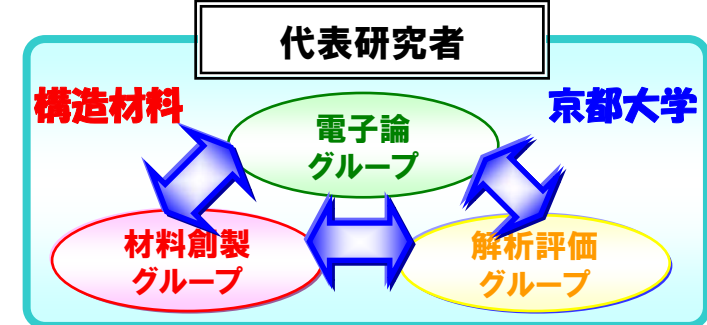 代表研究者
構造材料
京都大学
電子論
グループ
材料創製
グループ
解析評価
グループ